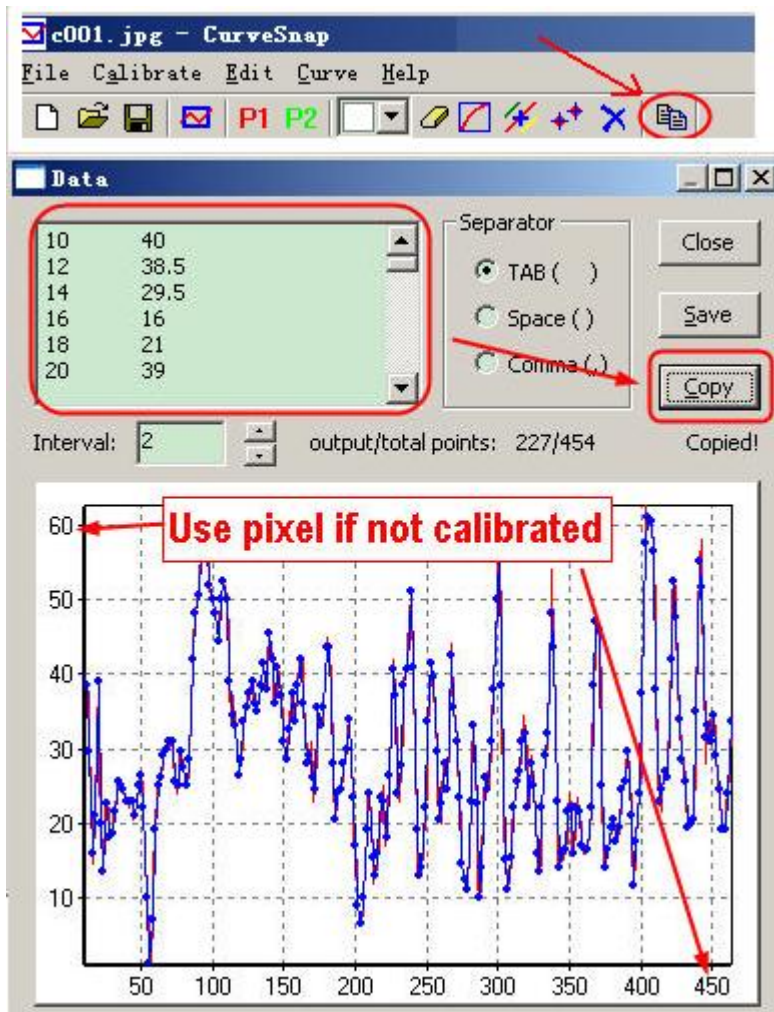 c001.jpg - CurveSnap
File Calibrate Edit Curve Help
P1 P2
Data
10 40
12 38.5
14 29.5
16 16
18 21
20 39
Separator
TAB ( )
Space ( )
Comma (,)
Close
Save
Copy
Interval: 2
output/total points: 227/454
Copied!
Use pixel if not calibrated
60
50
40
30
20
10
50 100 150 200 250 300 350 400 450